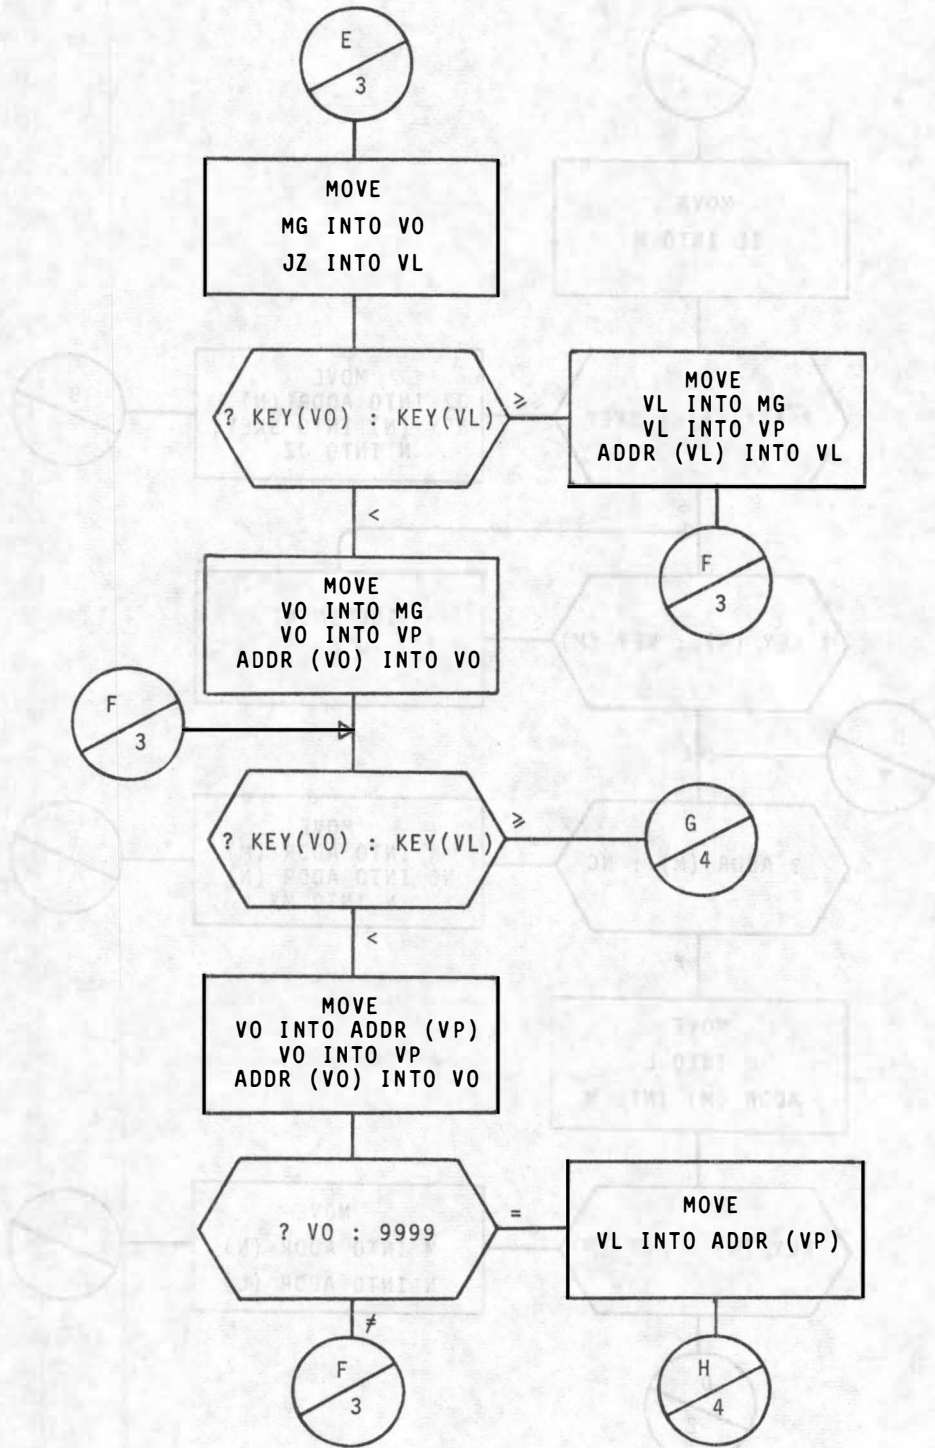 E
3
MOVE
MG INTO VO
JZ INTO VL
? KEY(VO) : KEY(VL)
≥
MOVE
VL INTO MG
VL INTO VP
ADDR (VL) INTO VL
<
F
3
MOVE
VO INTO MG
VO INTO VP
ADDR (VO) INTO VO
F
3
? KEY(VO) : KEY(VL)
≥
G
4
<
MOVE
VO INTO ADDR (VP)
VO INTO VP
ADDR (VO) INTO VO
? VO : 9999
=
MOVE
VL INTO ADDR (VP)
≠
F
3
H
4